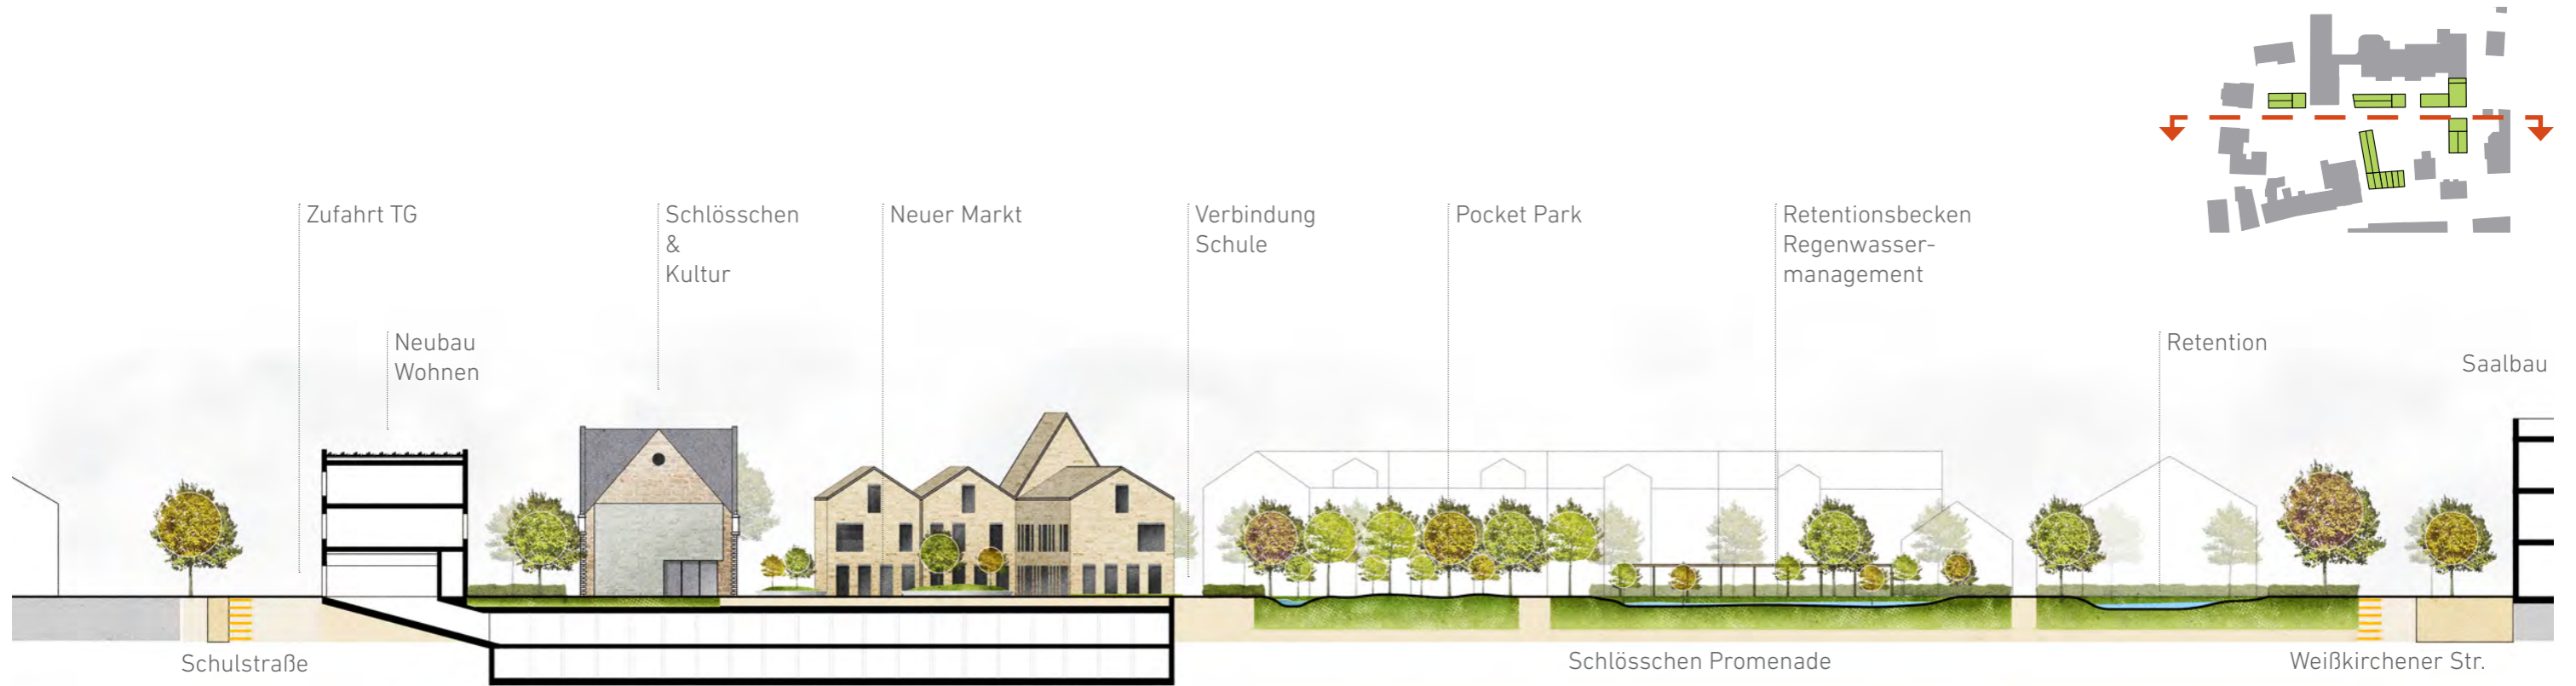 Zufahrt TG
Neubau
Wohnen
Schlösschen
&
Kultur
Neuer Markt
Verbindung
Schule
Pocket Park
Retentionsbecken
Regenwasser-
management
Retention
Saalbau
Schulstraße
Schlösschen Promenade
Weißkirchener Str.